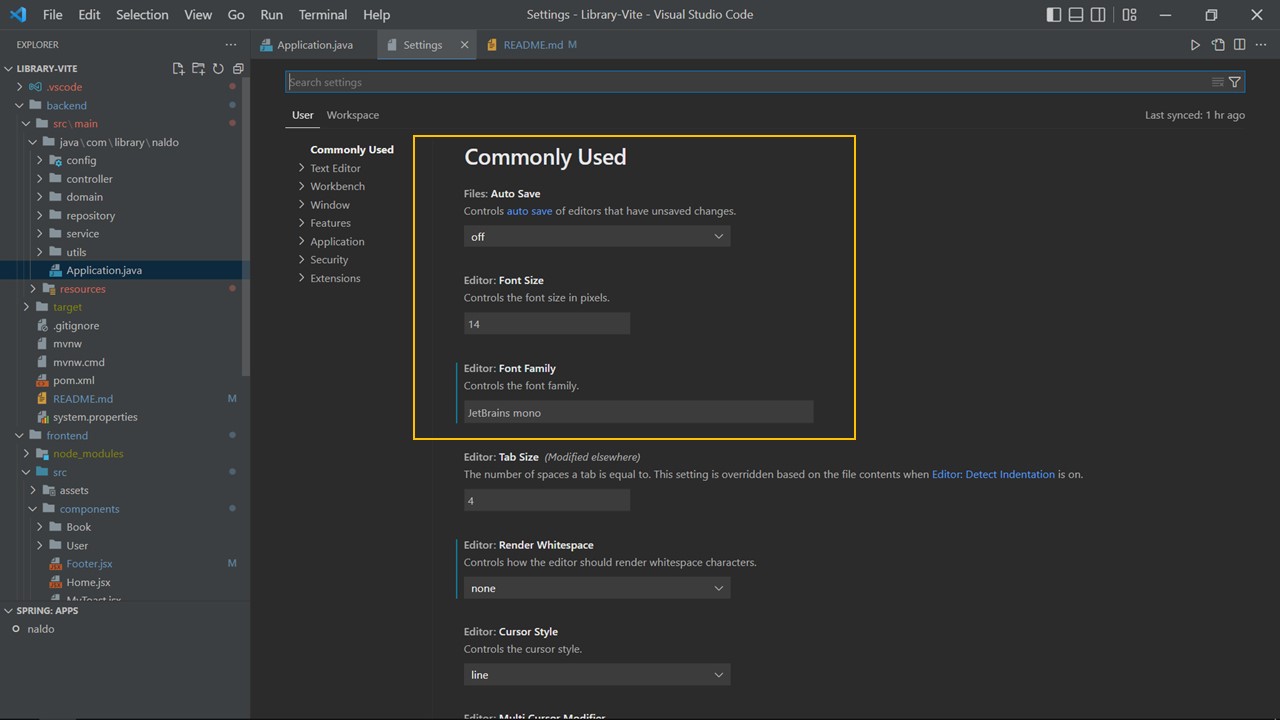 File Edit Selection View Go Run Terminal Help
Settings - Library-Vite - Visual Studio Code
EXPLORER
LIBRARY-VITE
.vscode
backend
src \ main
java \ com \ library \ naldo
config
controller
domain
repository
service
utils
Application.java
resources
target
.gitignore
mvnw
mvnw.cmd
pom.xml
README.md M
system.properties
frontend
node_modules
src
assets
components
Book
User
Footer.jsx M
Home.jsx
MyToast.jsx
SPRING: APPS
naldo
Application.java Settings README.md M
Search settings
User Workspace
Last synced: 1 hr ago
Commonly Used
Text Editor
Workbench
Window
Features
Application
Security
Extensions
Commonly Used
Files: Auto Save
Controls auto save of editors that have unsaved changes.
off
Editor: Font Size
Controls the font size in pixels.
14
Editor: Font Family
Controls the font family.
JetBrains mono
Editor: Tab Size (Modified elsewhere)
The number of spaces a tab is equal to. This setting is overridden based on the file contents when Editor: Detect Indentation is on.
4
Editor: Render Whitespace
Controls how the editor should render whitespace characters.
none
Editor: Cursor Style
Controls the cursor style.
line
Editor: Multi Cursor Modifier